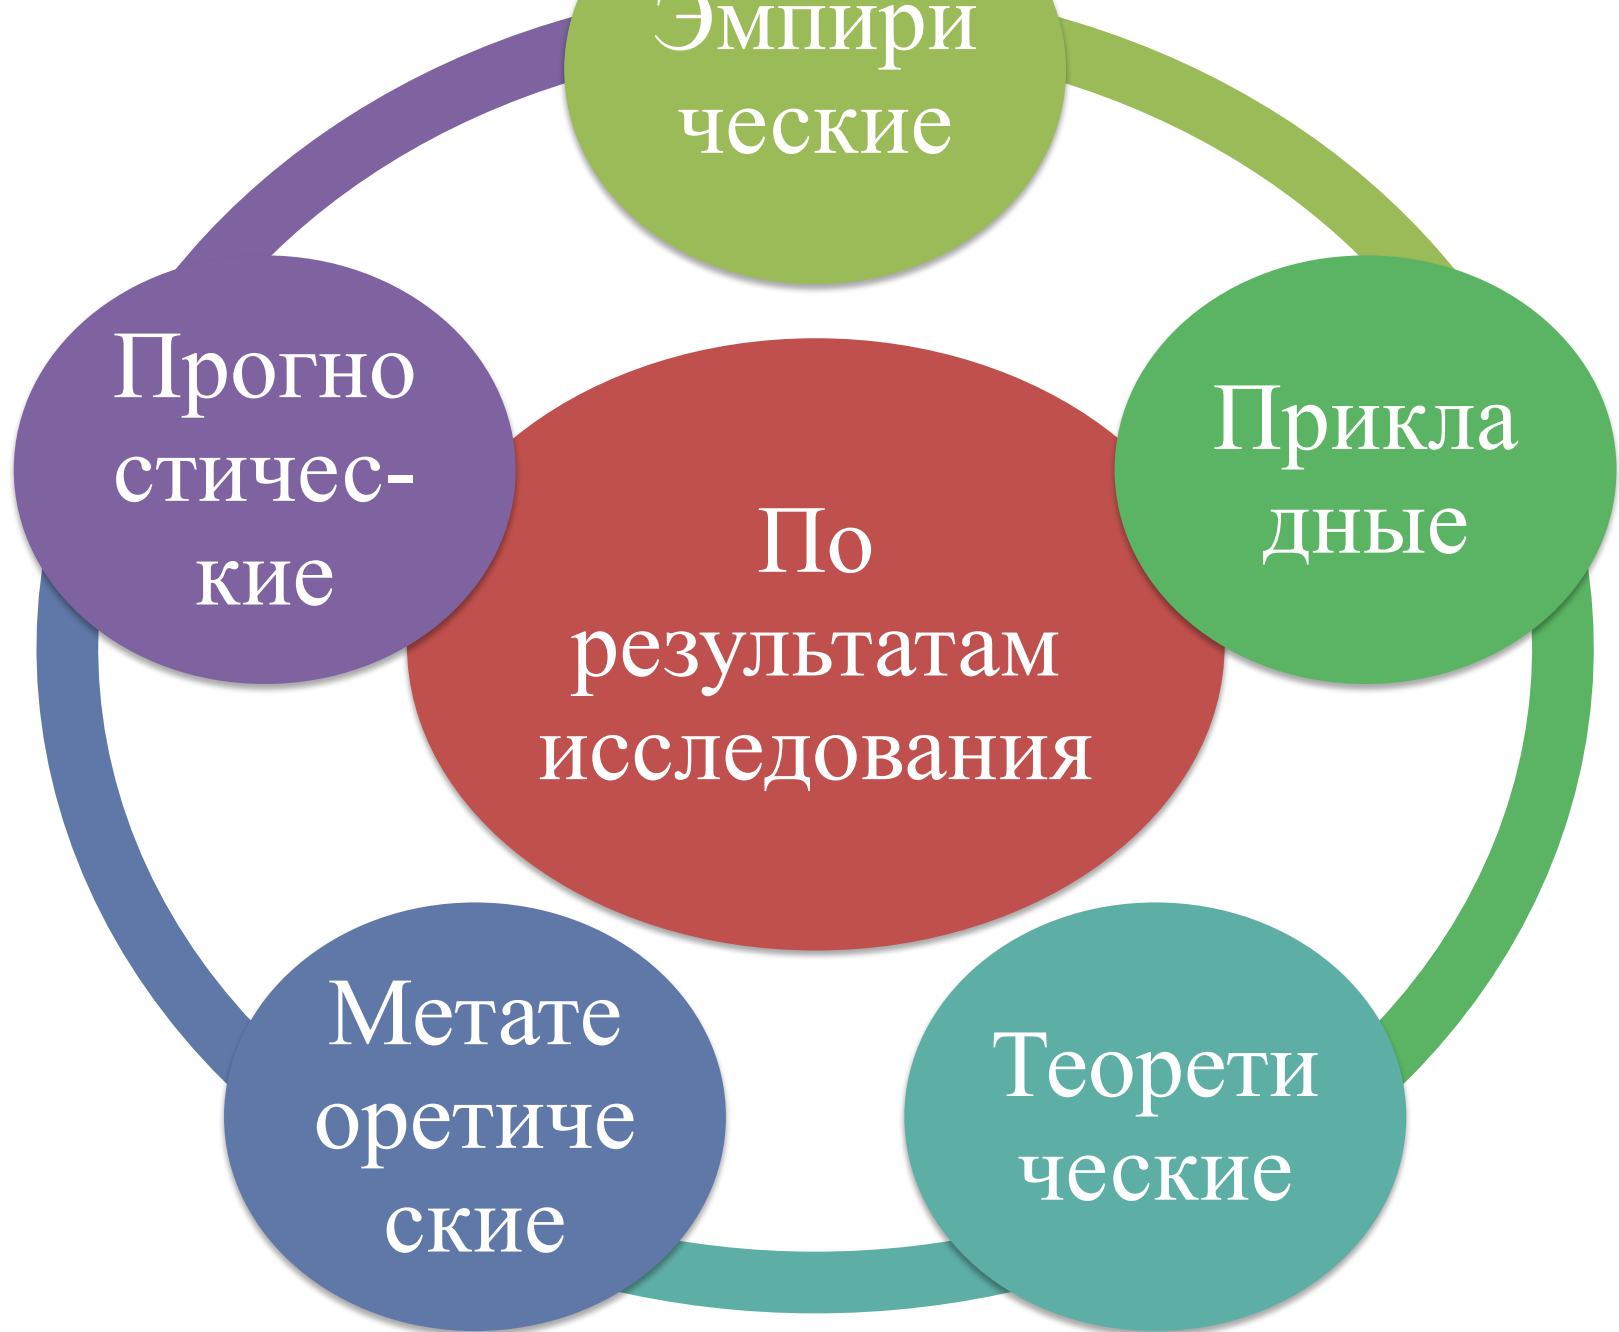 Эмпири
ческие
Прикла
дные
Теорети
ческие
Метате
оретиче
ские
Прогно
стичес-
кие
По
результатам
исследования